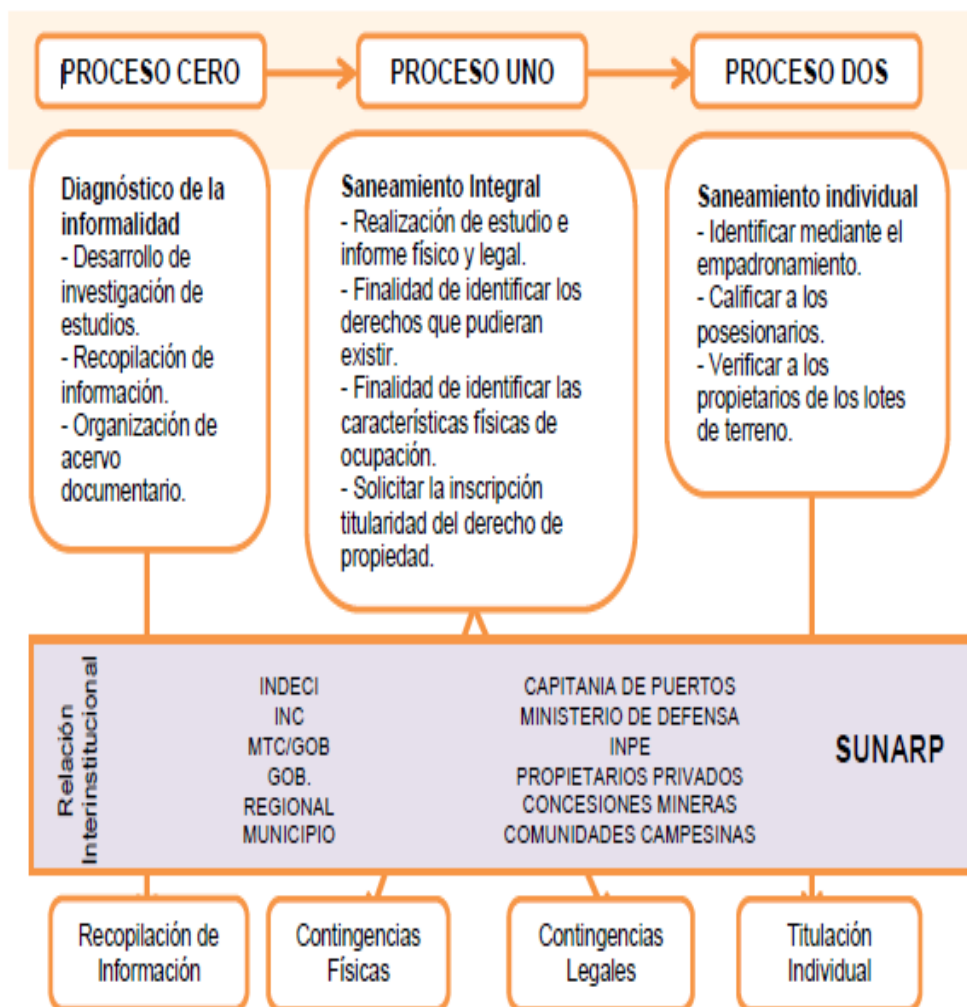 PROCESO CERO
PROCESO UNO
PROCESO DOS
Diagnóstico de la
informalidad
- Desarrollo de
investigación de
estudios.
- Recopilación de
información.
- Organización de
acervo
documentario.
Saneamiento Integral
- Realización de estudio e
informe físico y legal.
- Finalidad de identificar los
derechos que pudieran
existir.
- Finalidad de identificar las
características físicas de
ocupación.
- Solicitar la inscripción
titularidad del derecho de
propiedad.
Saneamiento individual
- Identificar mediante el
empadronamiento.
- Calificar a los
posesionarios.
- Verificar a los
propietarios de los lotes
de terreno.
Relación
Interinstitucional
INDECI
INC
MTC/GOB
GOB.
REGIONAL
MUNICIPIO
CAPITANIA DE PUERTOS
MINISTERIO DE DEFENSA
INPE
PROPIETARIOS PRIVADOS
CONCESIONES MINERAS
COMUNIDADES CAMPESINAS
SUNARP
Recopilación de
Información
Contingencias
Físicas
Contingencias
Legales
Titulación
Individual